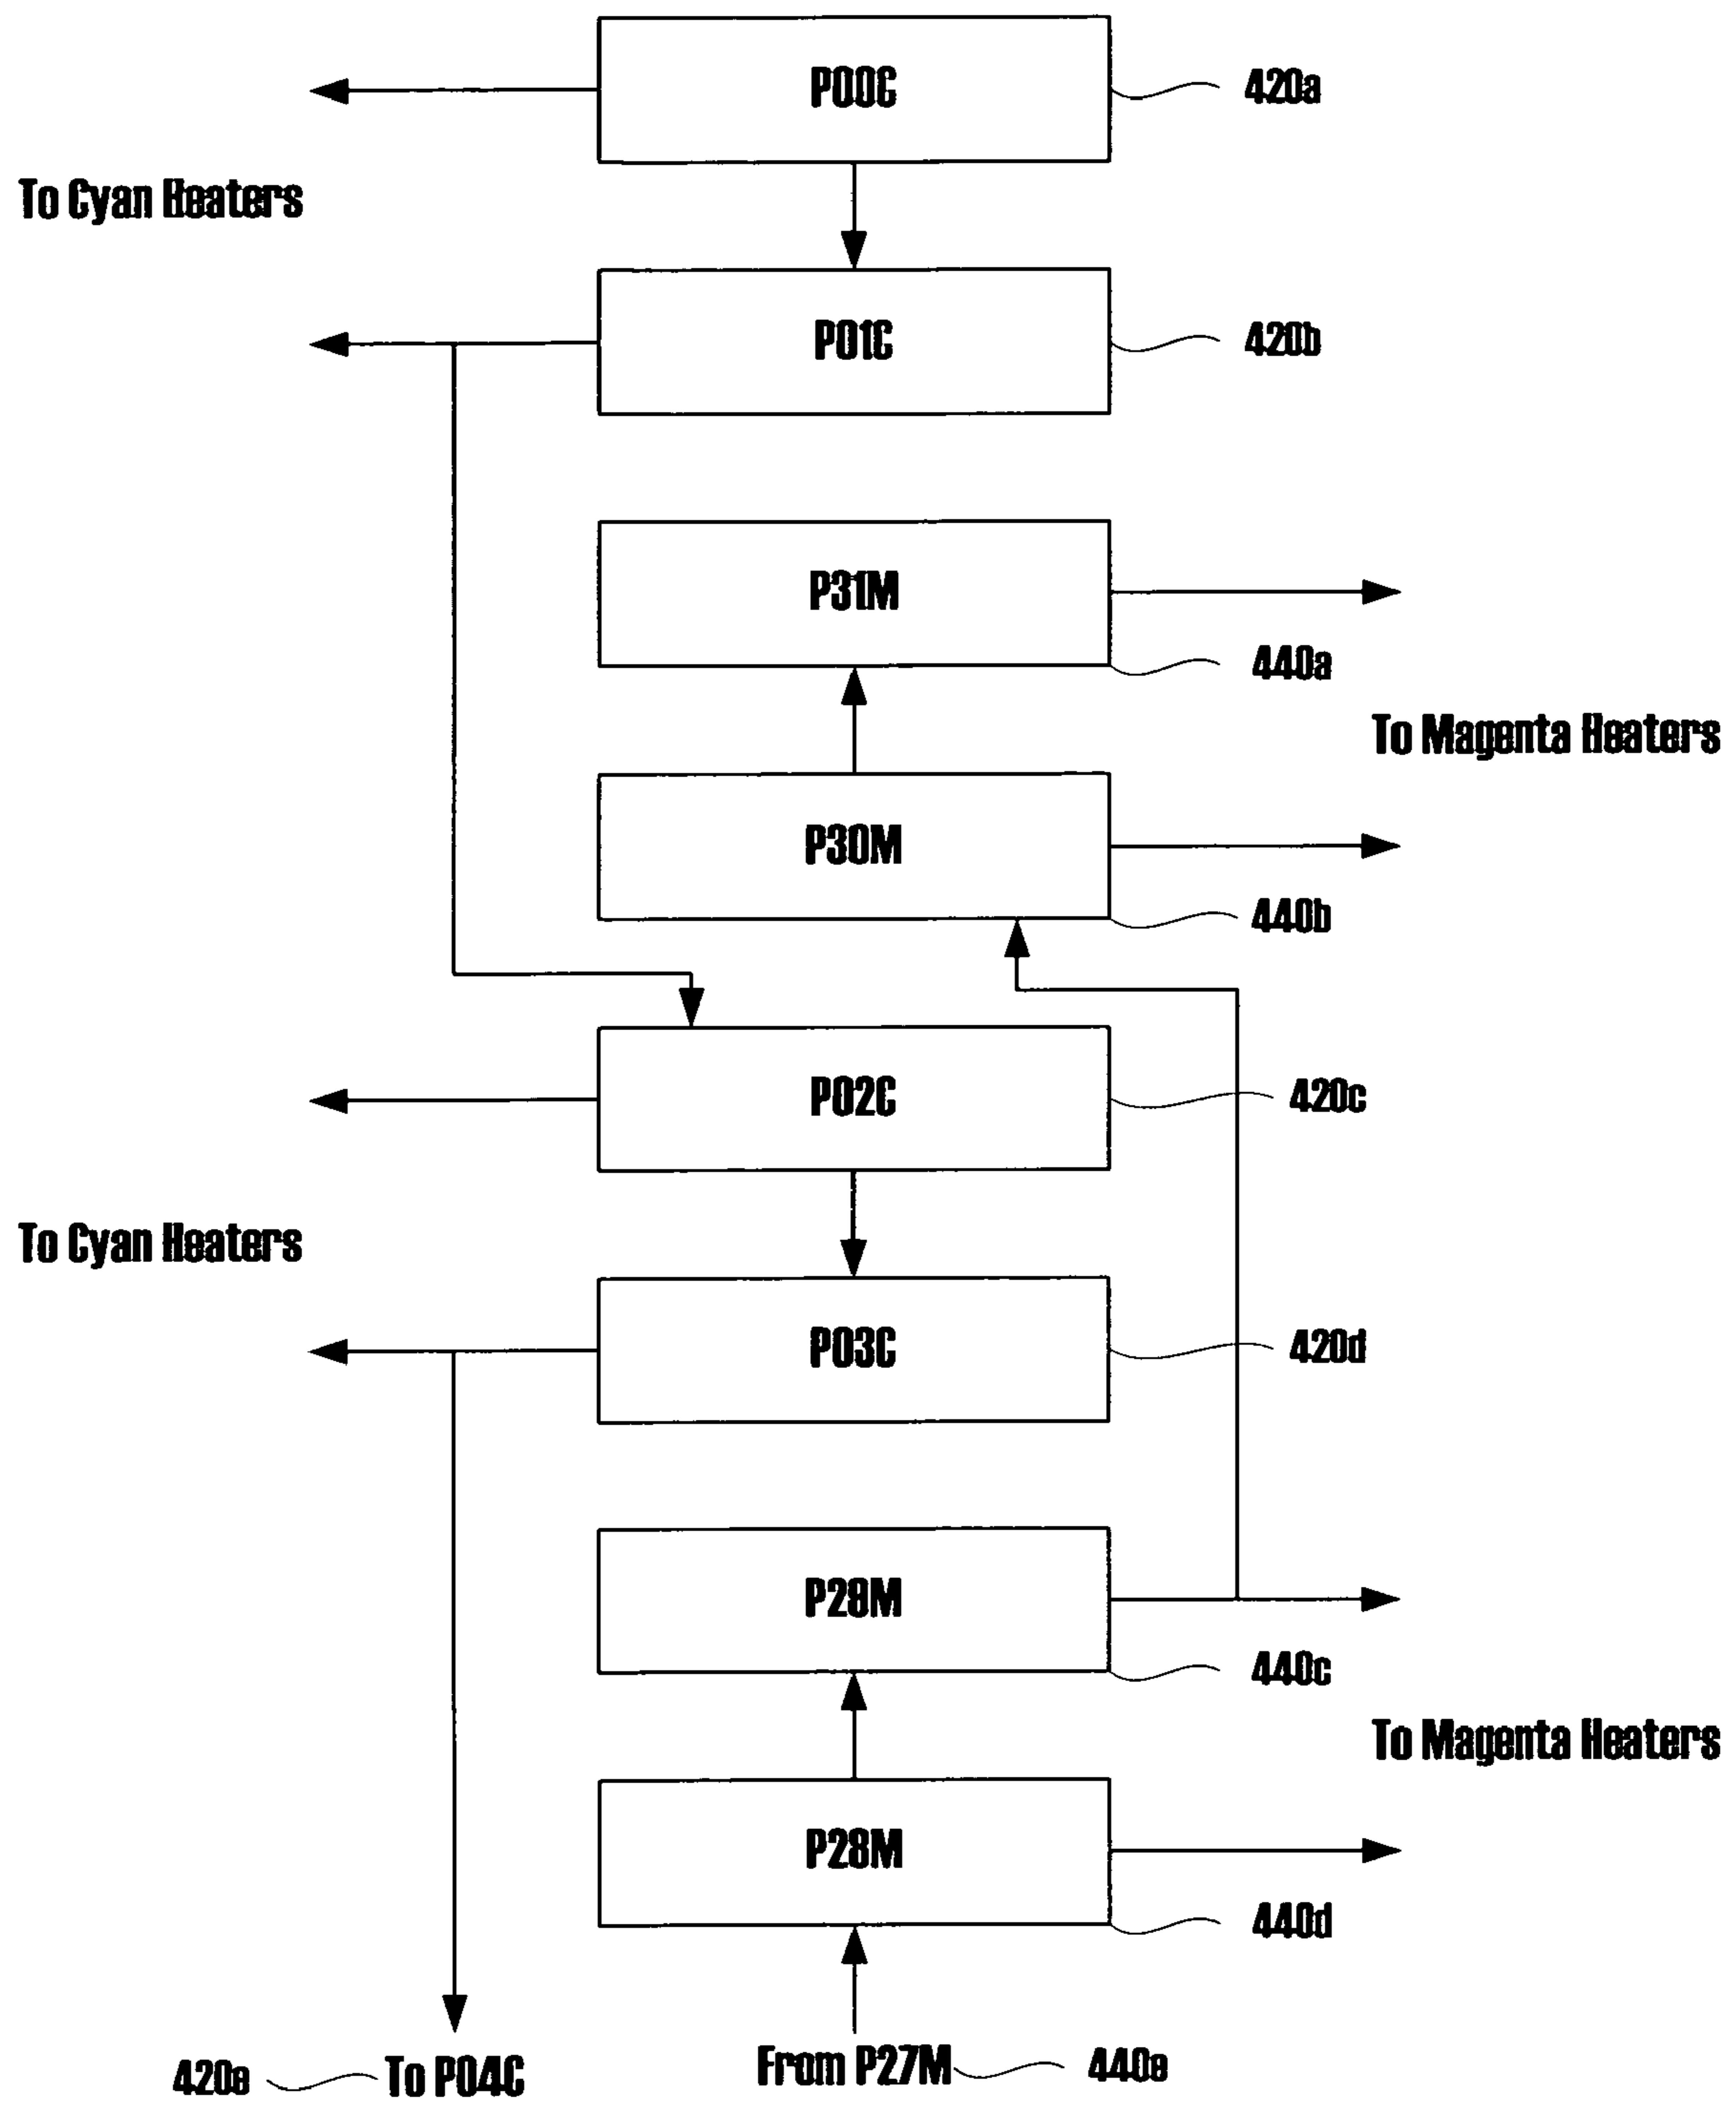 P00C
420a
To Cyan Heaters
P01C
420b
P31M
440a
To Magenta Heaters
P30M
440b
P02C
420c
To Cyan Heaters
P03C
420d
P29M
440c
To Magenta Heaters
P28M
440d
420e To P04C
From P27M 440e